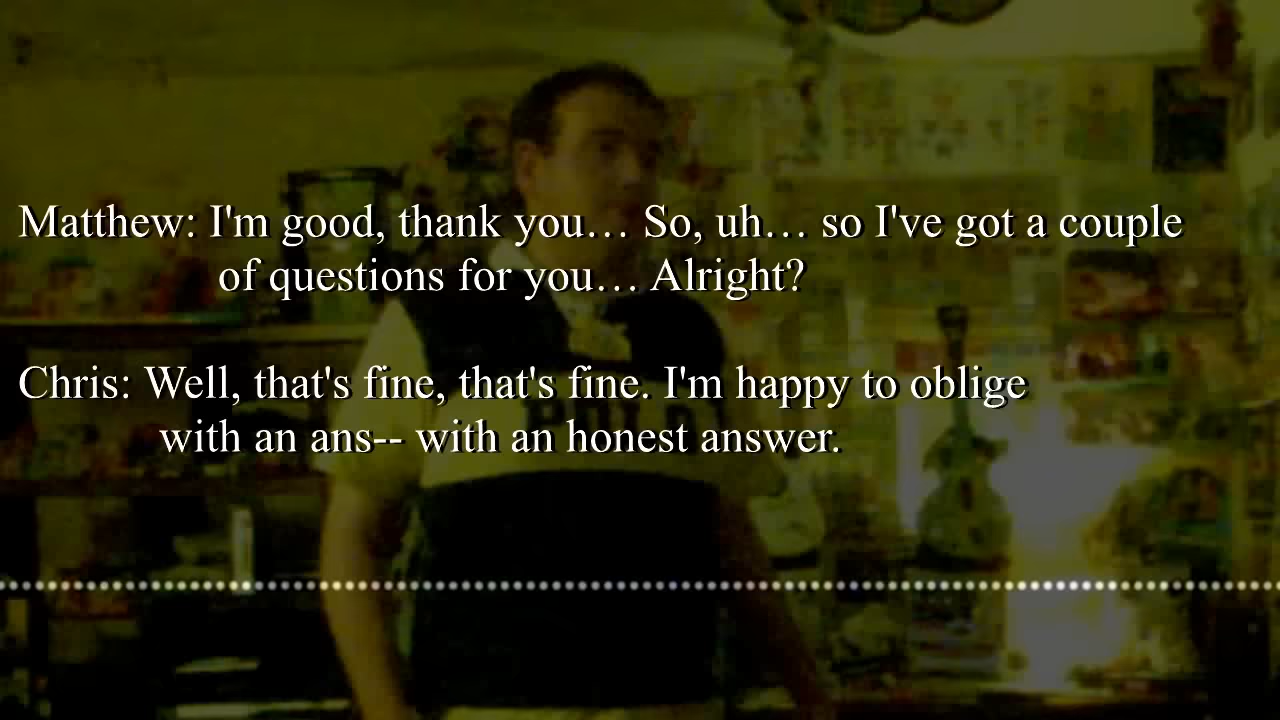 Matthew: I'm good, thank you… So, uh… so I've got a couple
of questions for you… Alright?
Chris: Well, that's fine, that's fine. I'm happy to oblige
with an ans-- with an honest answer.